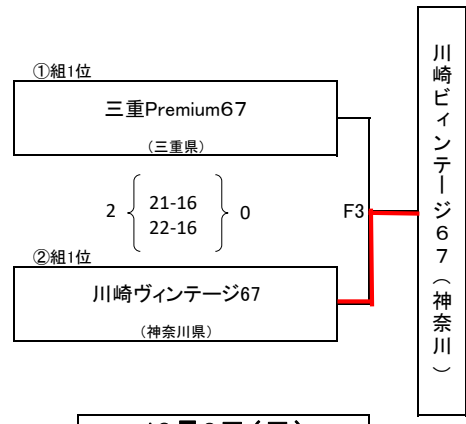 ①組1位
三重Premium67
（三重県）
2 { 21-16 22-16 } 0
F3
②組1位
川崎ヴィンテージ67
（神奈川県）
川崎ビィンテージ６７（神奈川）